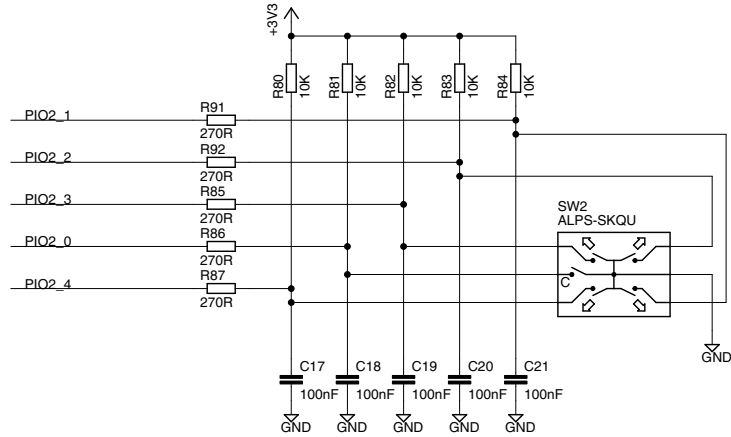 +3V3
R80
10K
R81
10K
R82
10K
R83
10K
R84
10K
PIO2_1
R91
270R
PIO2_2
R92
270R
PIO2_3
R85
270R
PIO2_0
R86
270R
PIO2_4
R87
270R
SW2
ALPS-SKQU
C
GND
C17
100nF
C18
100nF
C19
100nF
C20
100nF
C21
100nF
GND
GND
GND
GND
GND